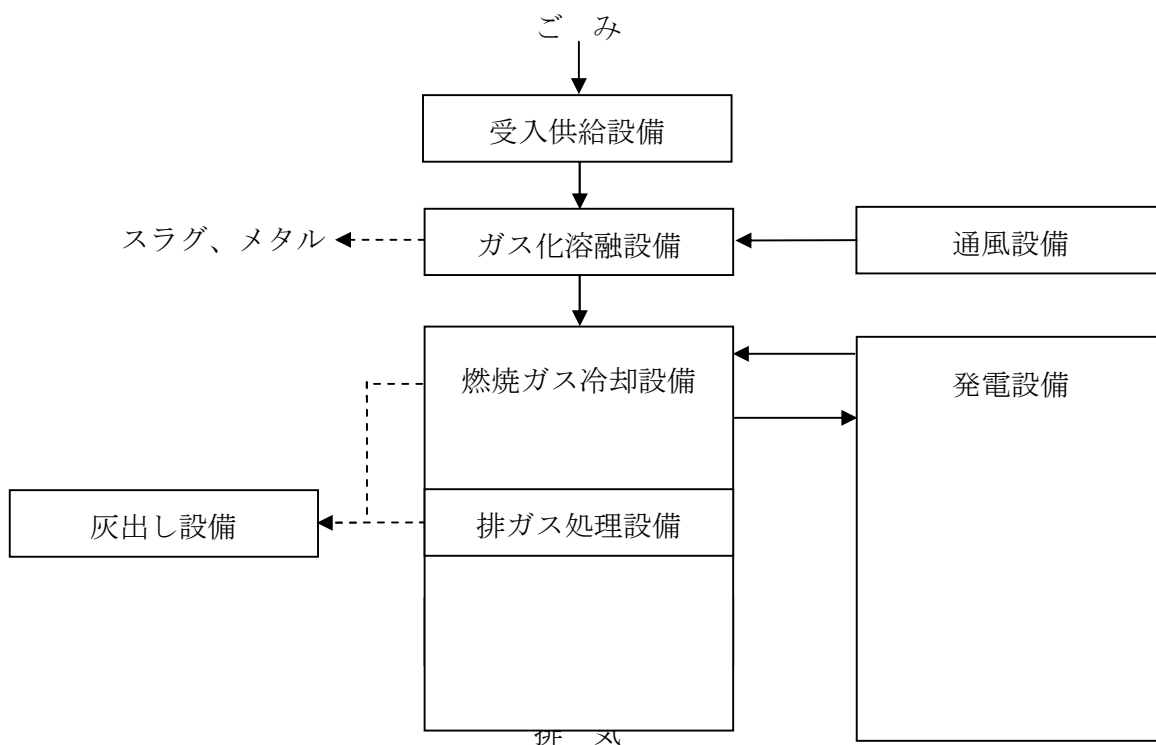 ご　み
受入供給設備
スラグ、メタル
ガス化溶融設備
通風設備
燃焼ガス冷却設備
発電設備
灰出し設備
排ガス処理設備
排　気